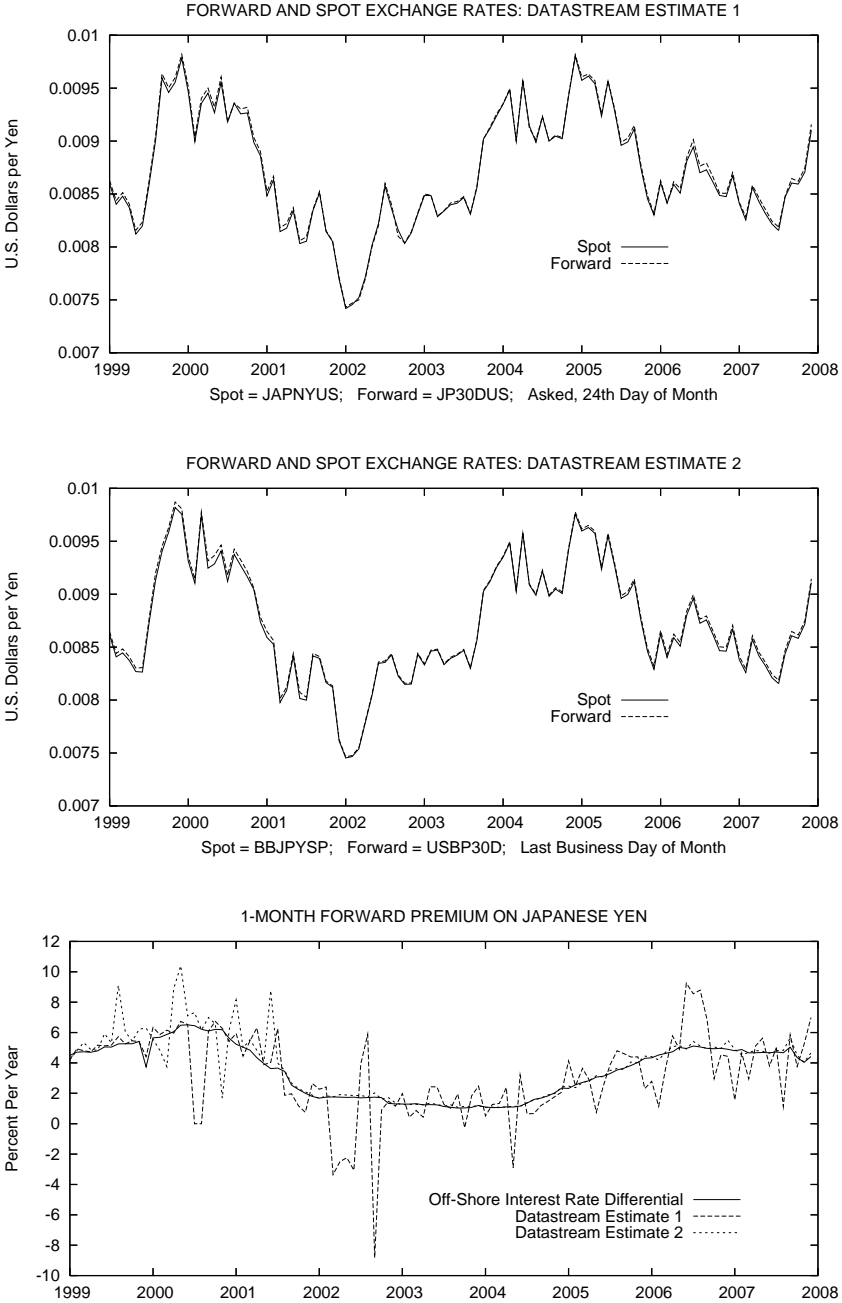 FORWARD AND SPOT EXCHANGE RATES: DATASTREAM ESTIMATE 1
U.S. Dollars per Yen
0.01
0.0095
0.009
0.0085
0.008
0.0075
0.007
Spot
Forward
1999 2000 2001 2002 2003 2004 2005 2006 2007 2008
Spot = JAPNYUS; Forward = JP30DUS; Asked, 24th Day of Month
FORWARD AND SPOT EXCHANGE RATES: DATASTREAM ESTIMATE 2
U.S. Dollars per Yen
0.01
0.0095
0.009
0.0085
0.008
0.0075
0.007
Spot
Forward
1999 2000 2001 2002 2003 2004 2005 2006 2007 2008
Spot = BBJPYSP; Forward = USBP30D; Last Business Day of Month
1-MONTH FORWARD PREMIUM ON JAPANESE YEN
Percent Per Year
12
10
8
6
4
2
0
-2
-4
-6
-8
-10
Off-Shore Interest Rate Differential
Datastream Estimate 1
Datastream Estimate 2
1999 2000 2001 2002 2003 2004 2005 2006 2007 2008